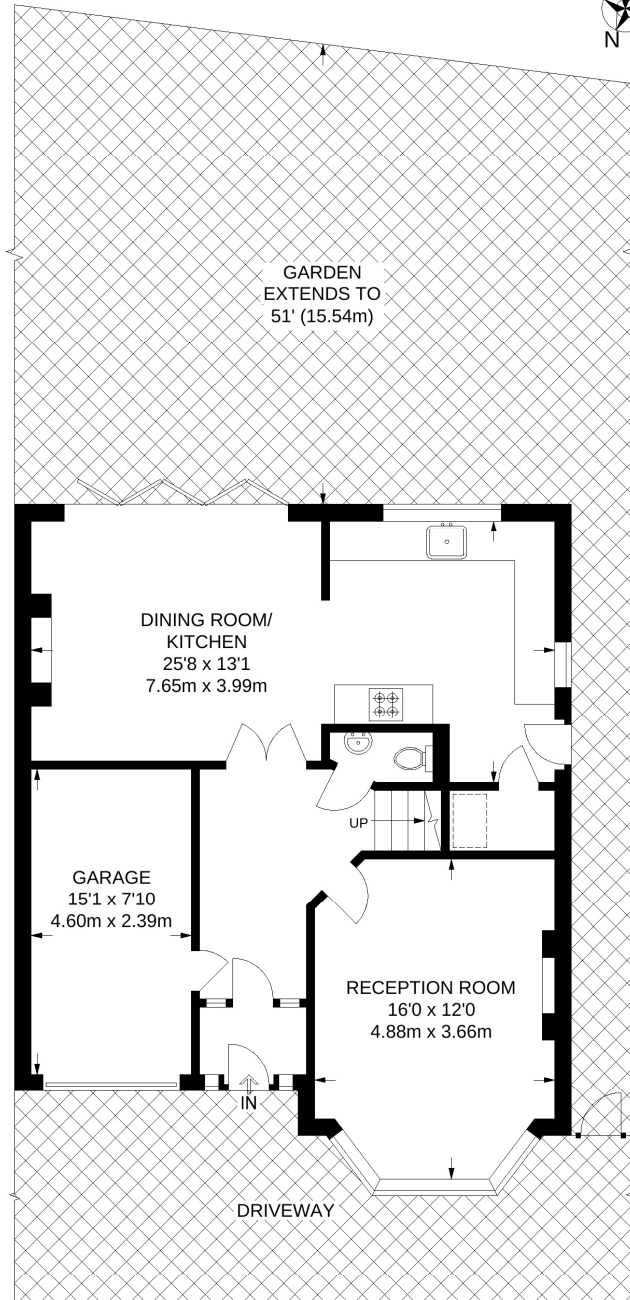 N
GARDEN
EXTENDS TO
51' (15.54m)
DINING ROOM/
KITCHEN
25'8 x 13'1
7.65m x 3.99m
UP
GARAGE
15'1 x 7'10
4.60m x 2.39m
RECEPTION ROOM
16'0 x 12'0
4.88m x 3.66m
IN
DRIVEWAY